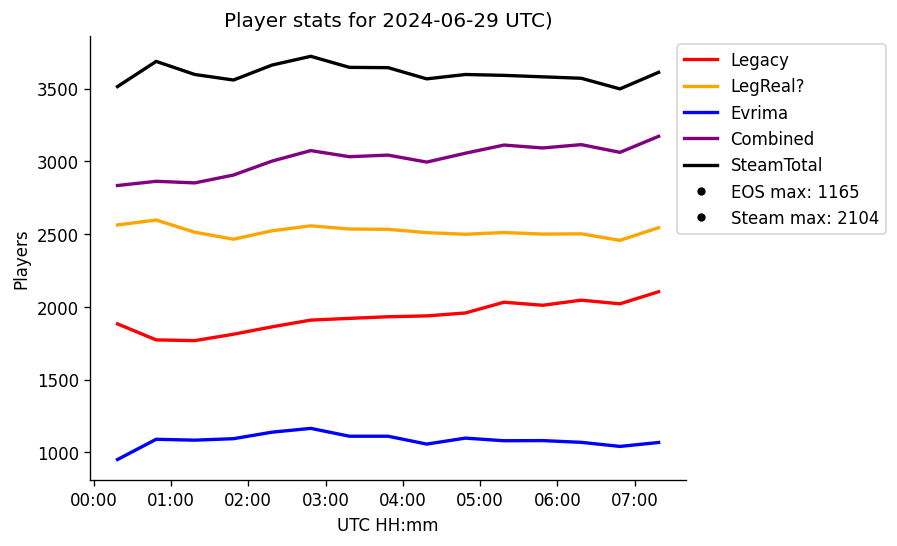 Player stats for 2024-06-29 UTC)
Legacy
LegReal?
Evrima
Combined
SteamTotal
EOS max: 1165
Steam max: 2104
Players
3500
3000
2500
2000
1500
1000
00:00 01:00 02:00 03:00 04:00 05:00 06:00 07:00
UTC HH:mm